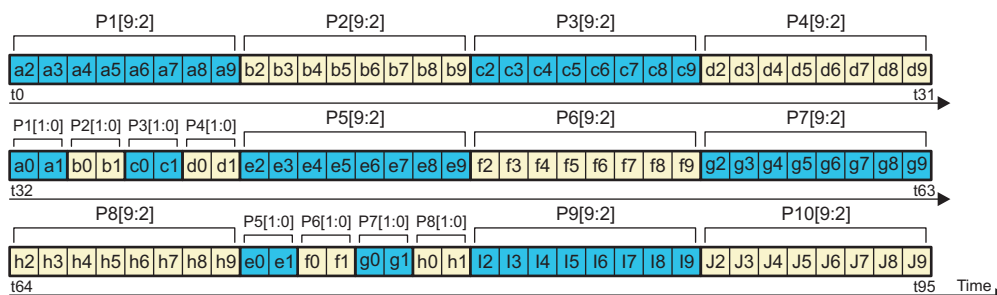 P1[9:2] P2[9:2] P3[9:2] P4[9:2]
a2 a3 a4 a5 a6 a7 a8 a9 b2 b3 b4 b5 b6 b7 b8 b9 c2 c3 c4 c5 c6 c7 c8 c9 d2 d3 d4 d5 d6 d7 d8 d9
t0 t31
P1[1:0] P2[1:0] P3[1:0] P4[1:0] P5[9:2] P6[9:2] P7[9:2]
a0 a1 b0 b1 c0 c1 d0 d1 e2 e3 e4 e5 e6 e7 e8 e9 f2 f3 f4 f5 f6 f7 f8 f9 g2 g3 g4 g5 g6 g7 g8 g9
t32 t63
P8[9:2] P5[1:0] P6[1:0] P7[1:0] P8[1:0] P9[9:2] P10[9:2]
h2 h3 h4 h5 h6 h7 h8 h9 e0 e1 f0 f1 g0 g1 h0 h1 I2 I3 I4 I5 I6 I7 I8 I9 J2 J3 J4 J5 J6 J7 J8 J9
t64 t95 Time